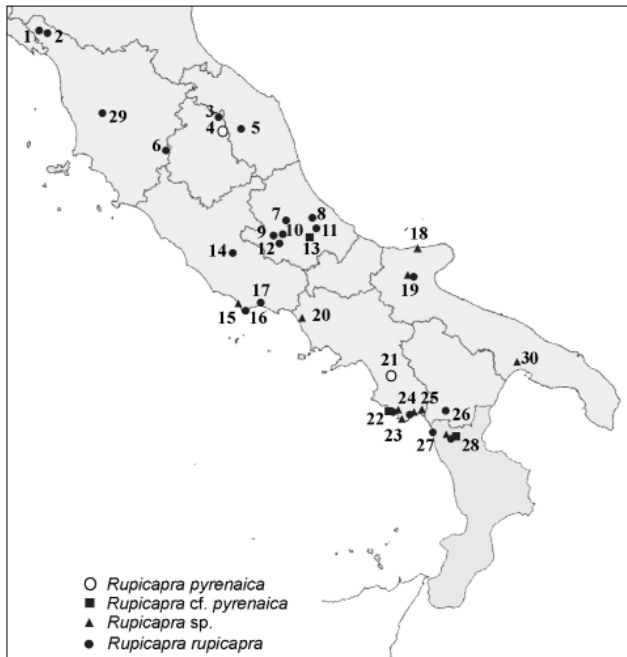 1 2
3
29 4 5
6
7 8
9 10 11
12 13
14 18
19
17
15 16 20
30
21
24 25
22 26
23
27 28
Rupicapra pyrenaica
Rupicapra cf. pyrenaica
Rupicapra sp.
Rupicapra rupicapra